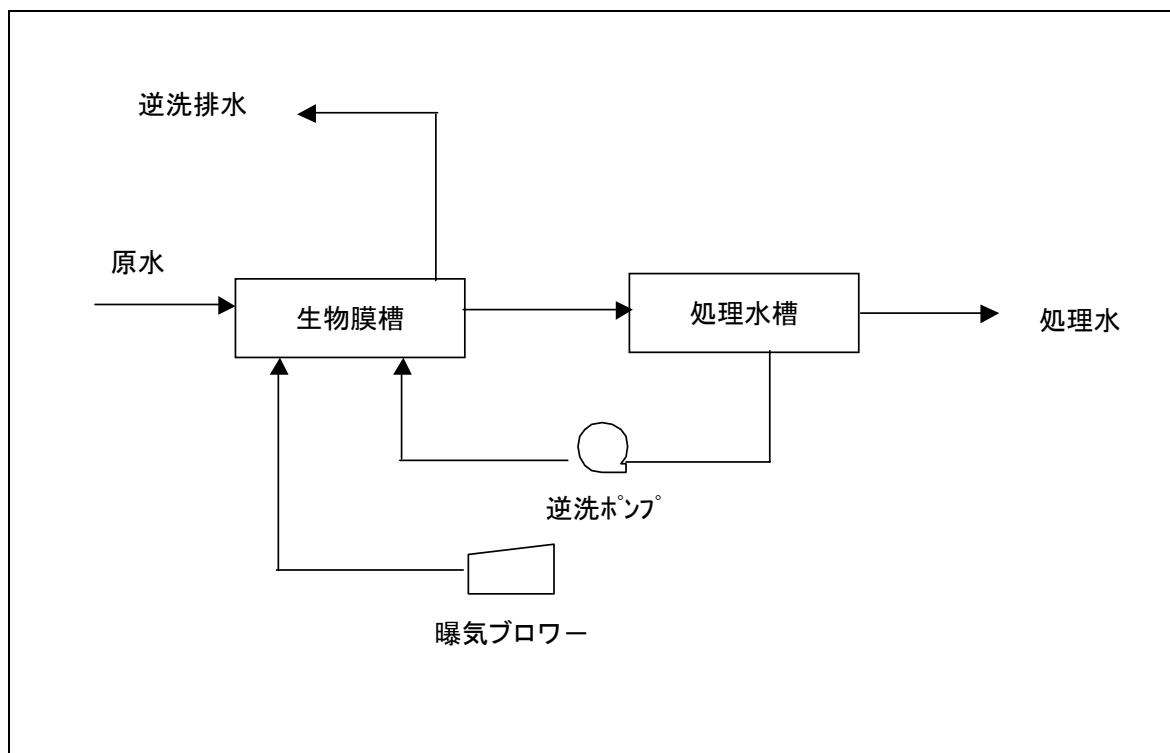 逆洗排水
原水
生物膜槽
処理水槽
処理水
逆洗ﾎﾟﾝﾌﾟ
曝気ブロワー